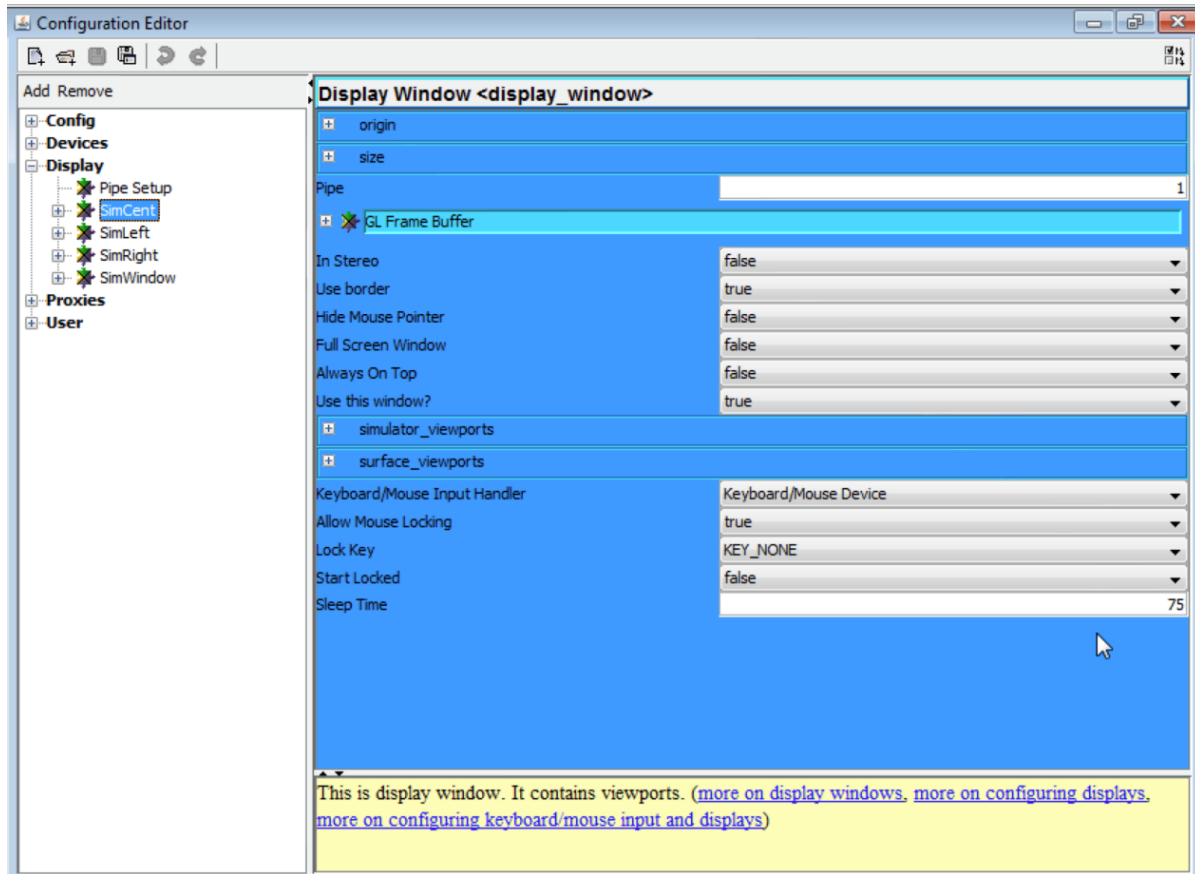 Configuration Editor
Add Remove
Config
Devices
Display
Pipe Setup
SimCent
SimLeft
SimRight
SimWindow
Proxies
User
Display Window <display_window>
origin
size
Pipe 1
GL Frame Buffer
In Stereo false
Use border true
Hide Mouse Pointer false
Full Screen Window false
Always On Top false
Use this window? true
simulator_viewports
surface_viewports
Keyboard/Mouse Input Handler Keyboard/Mouse Device
Allow Mouse Locking true
Lock Key KEY_NONE
Start Locked false
Sleep Time 75
This is display window. It contains viewports. (more on display windows, more on configuring displays,
more on configuring keyboard/mouse input and displays)